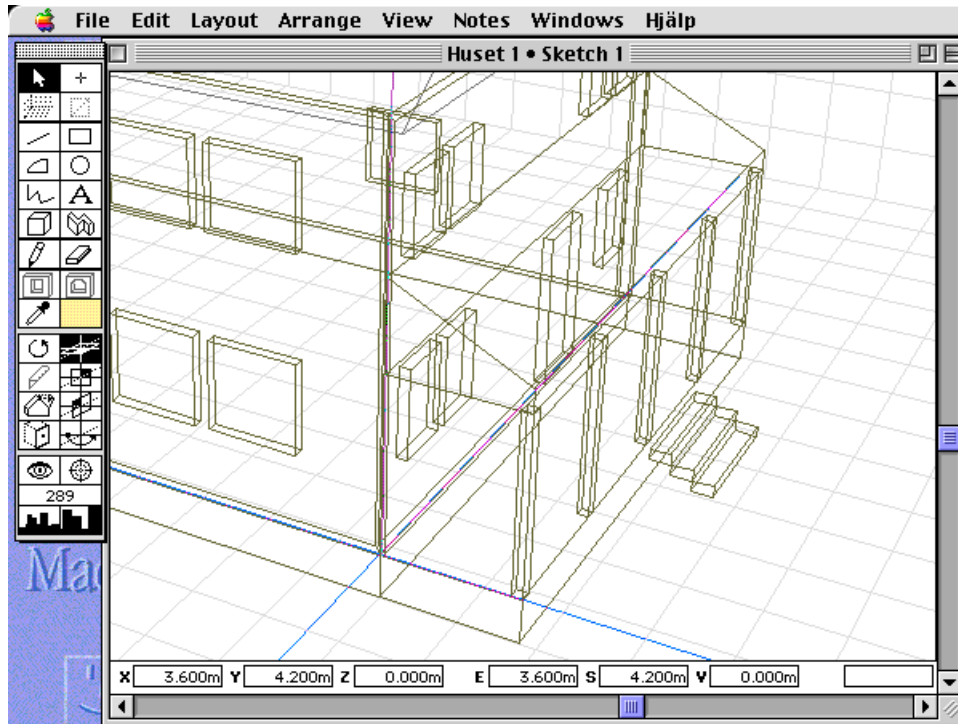 File Edit Layout Arrange View Notes Windows Hjälp
Huset 1 • Sketch 1
A
289
X 3.600m Y 4.200m Z 0.000m E 3.600m S 4.200m V 0.000m